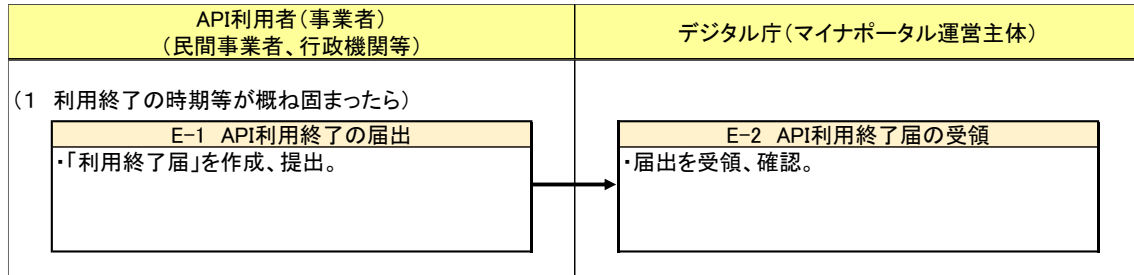 API利用者(事業者)
(民間事業者、行政機関等)
デジタル庁(マイナポータル運営主体)
(1 利用終了の時期等が概ね固まったら)
E-1 API利用終了の届出
・「利用終了届」を作成、提出。
E-2 API利用終了届の受領
・届出を受領、確認。